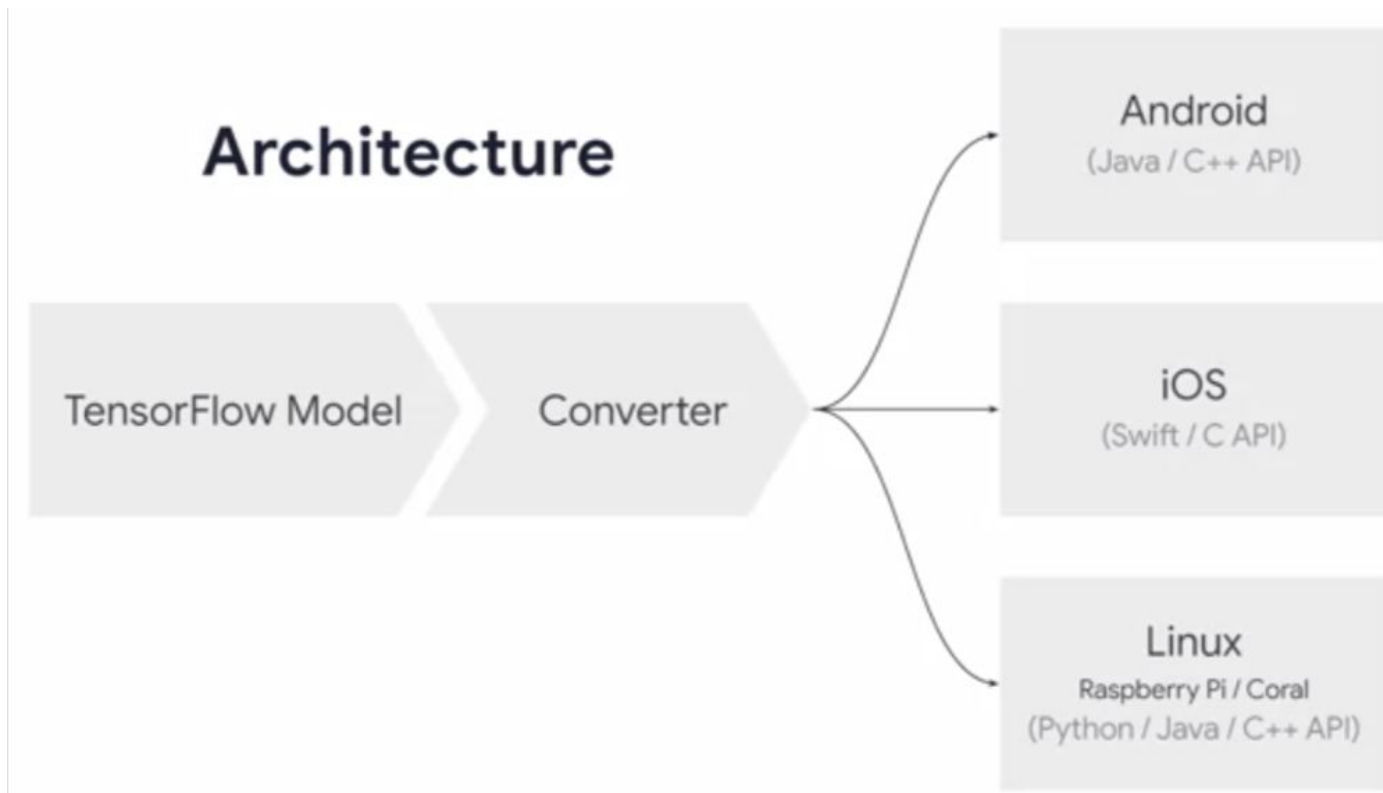 Architecture
TensorFlow Model
Converter
Android
(Java / C++ API)
iOS
(Swift / C API)
Linux
Raspberry Pi / Coral
(Python / Java / C++ API)